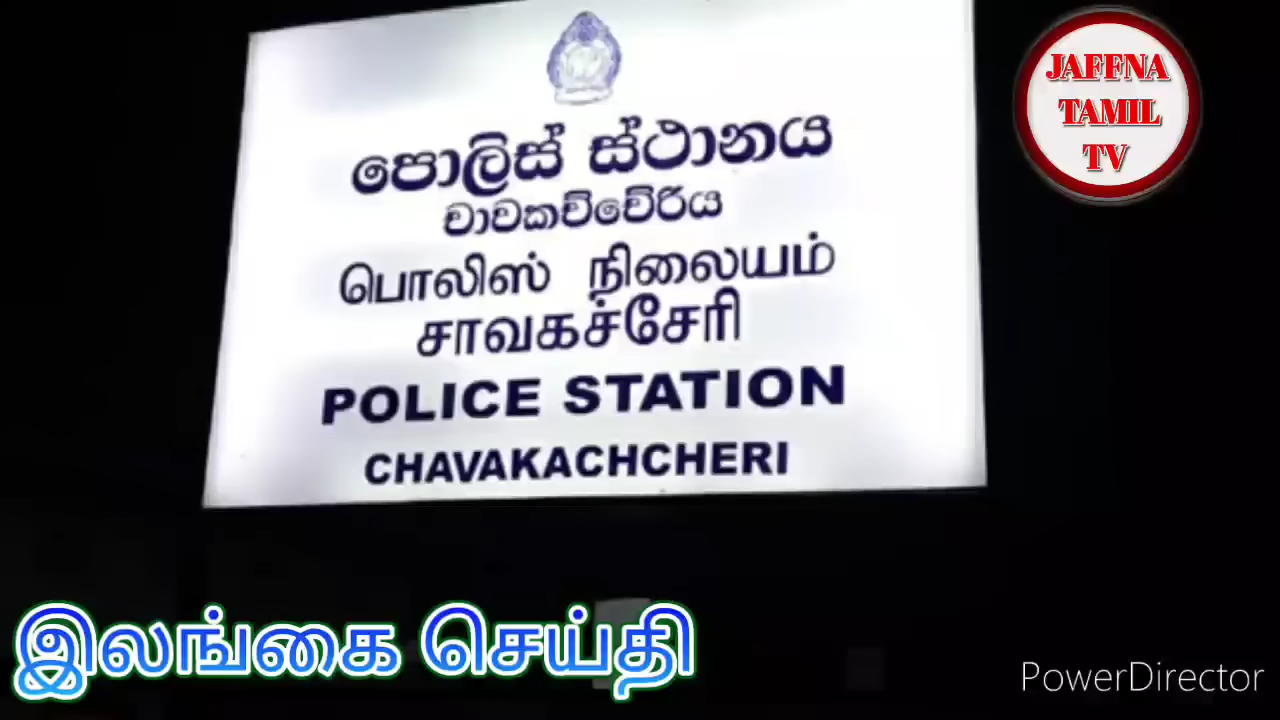 JAFFNA
TAMIL
TV
පොලිස් ස්ථානය
චාවකච්චේරිය
பொலிஸ் நிலையம்
சாவகச்சேரி
POLICE STATION
CHAVAKACHCHERI
இலங்கை செய்தி
PowerDirector